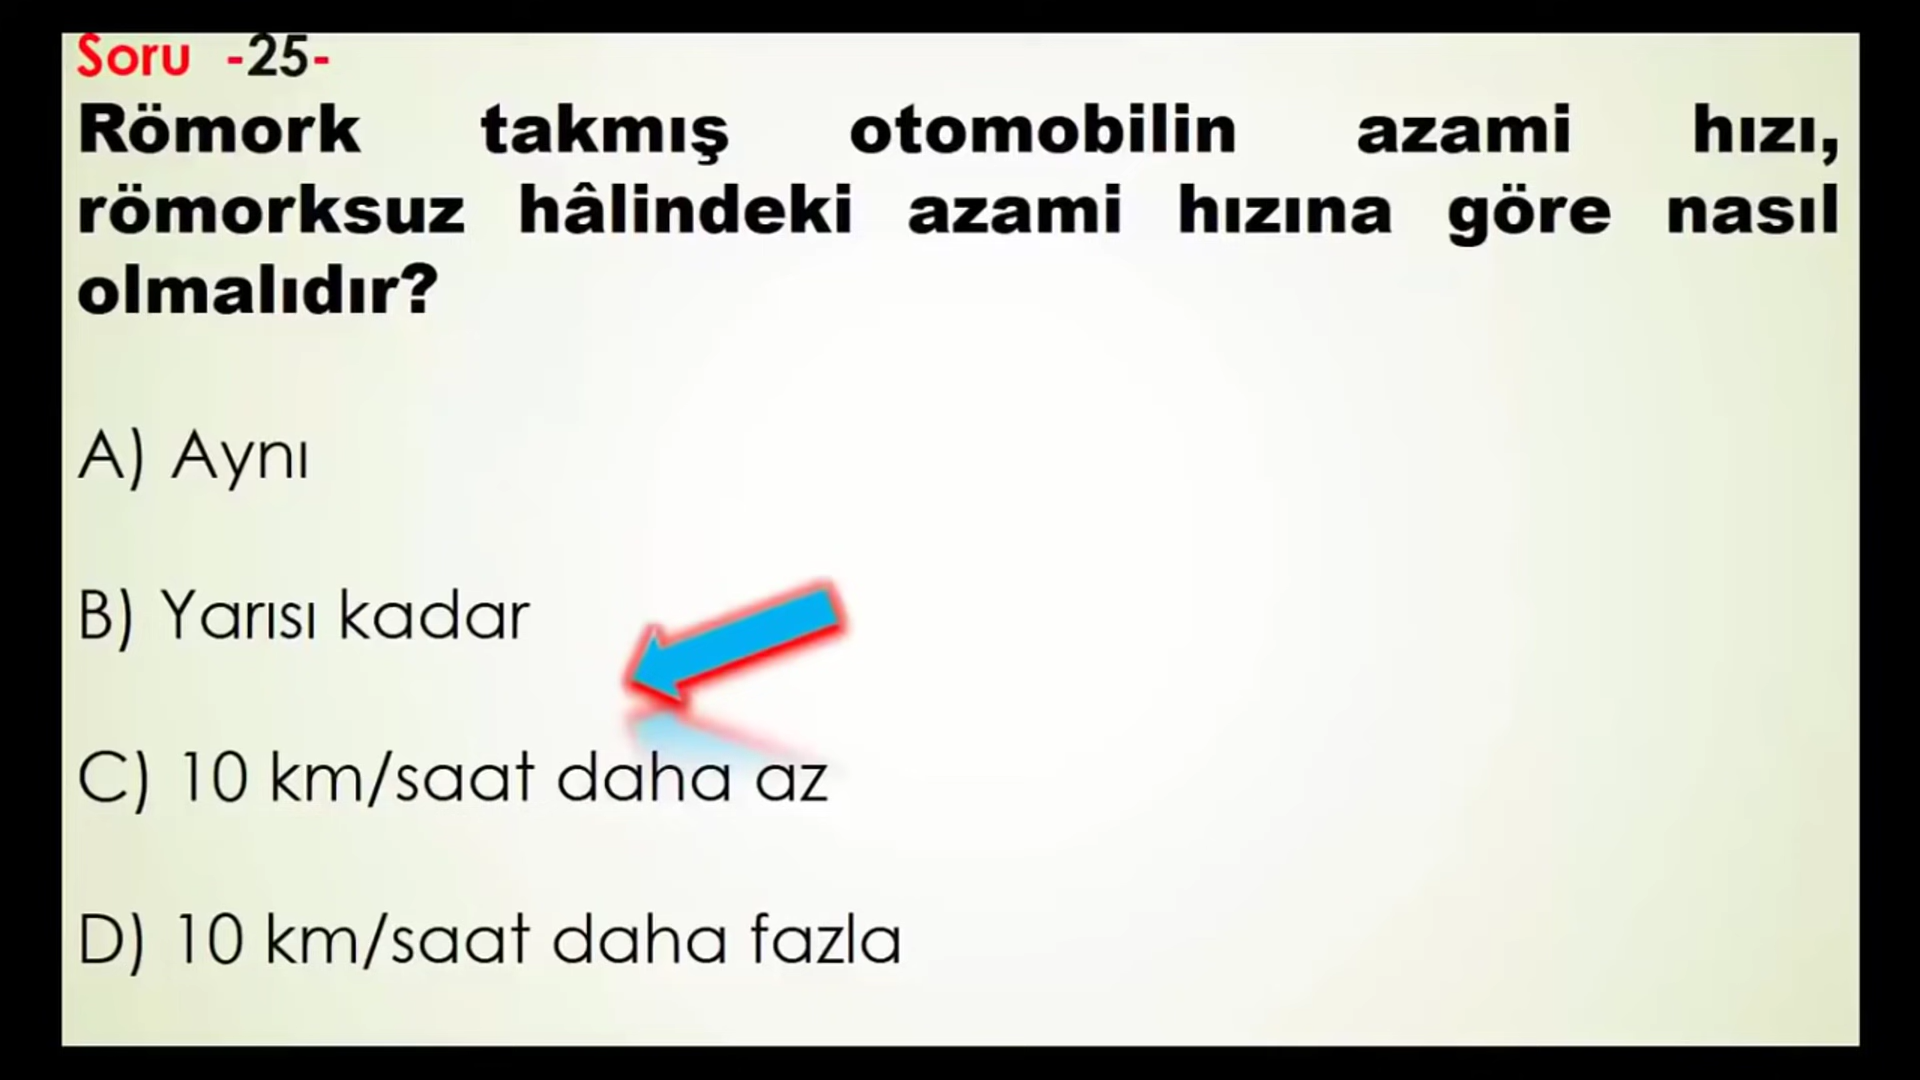 Soru -25-
Römork takmış otomobilin azami hızı,
römorksuz hâlindeki azami hızına göre nasıl
olmalıdır?
A) Aynı
B) Yarısı kadar
C) 10 km/saat daha az
D) 10 km/saat daha fazla